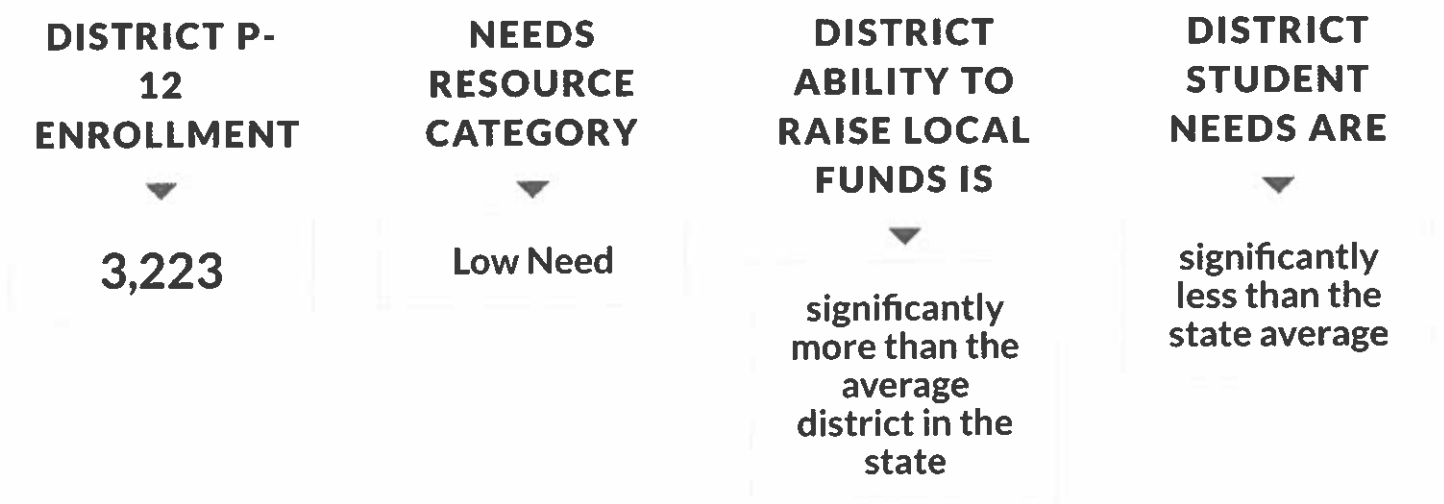 DISTRICT P-
12
ENROLLMENT
3,223
NEEDS
RESOURCE
CATEGORY
Low Need
DISTRICT
ABILITY TO
RAISE LOCAL
FUNDS IS
significantly
more than the
average
district in the
state
DISTRICT
STUDENT
NEEDS ARE
significantly
less than the
state average